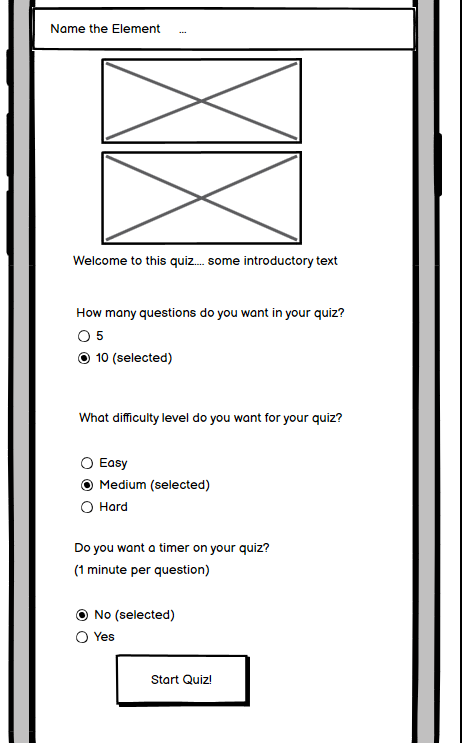 Name the Element ...
Welcome to this quiz.... some introductory text
How many questions do you want in your quiz?
5
10 (selected)
What difficulty level do you want for your quiz?
Easy
Medium (selected)
Hard
Do you want a timer on your quiz?
(1 minute per question)
No (selected)
Yes
Start Quiz!